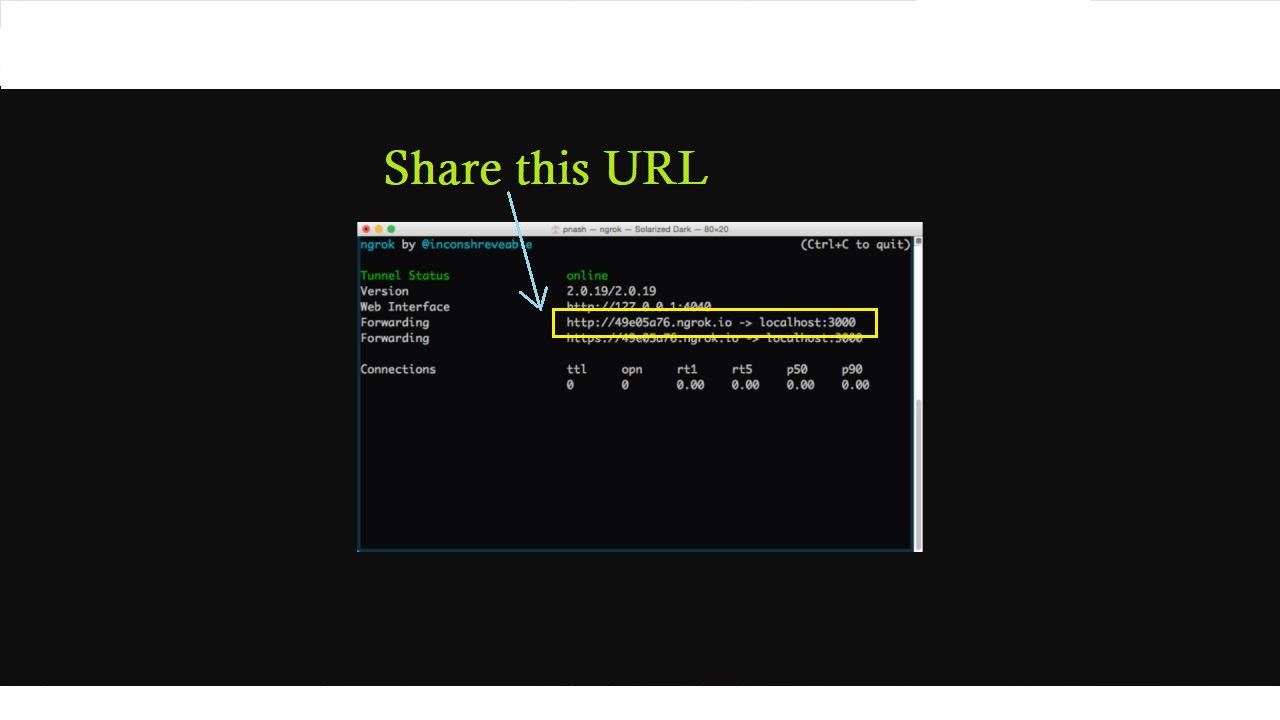 Share this URL
pnash — ngrok — Solarized Dark — 80×20
ngrok by @inconshreveable (Ctrl+C to quit)
Tunnel Status online
Version 2.0.19/2.0.19
Web Interface http://127.0.0.1:4040
Forwarding http://49e05a76.ngrok.io -> localhost:3000
Forwarding https://49e05a76.ngrok.io -> localhost:3000
Connections ttl opn rt1 rt5 p50 p90
0 0 0.00 0.00 0.00 0.00